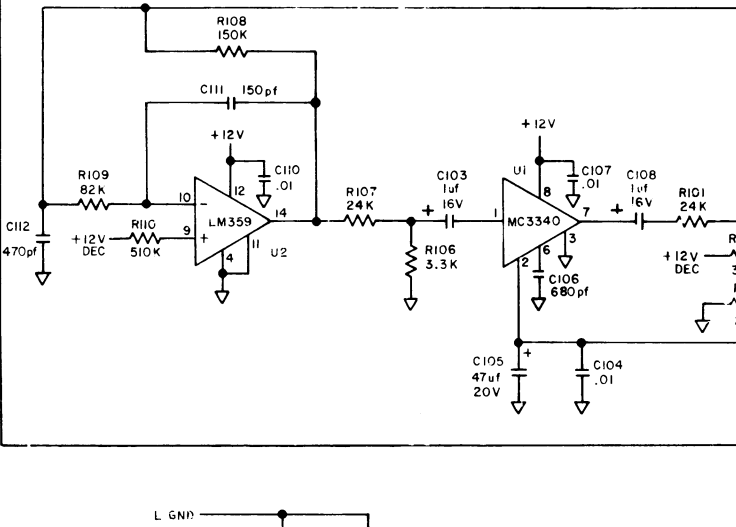 R108
150K
C111 150pf
+12V
C110
.01
R109
82K
10
-
12
LM359
14
9
+
11
4
U2
C112
470pf
R110
+12V
DEC
510K
R107
24K
R106
3.3K
C103
1uf
16V
+
1
+12V
U1
8
MC3340
7
C107
.01
3
6
2
C106
680pf
C108
1uf
16V
+
R101
24K
+12V
DEC
R
3
+
C105
47uf
20V
C104
.01
L GND